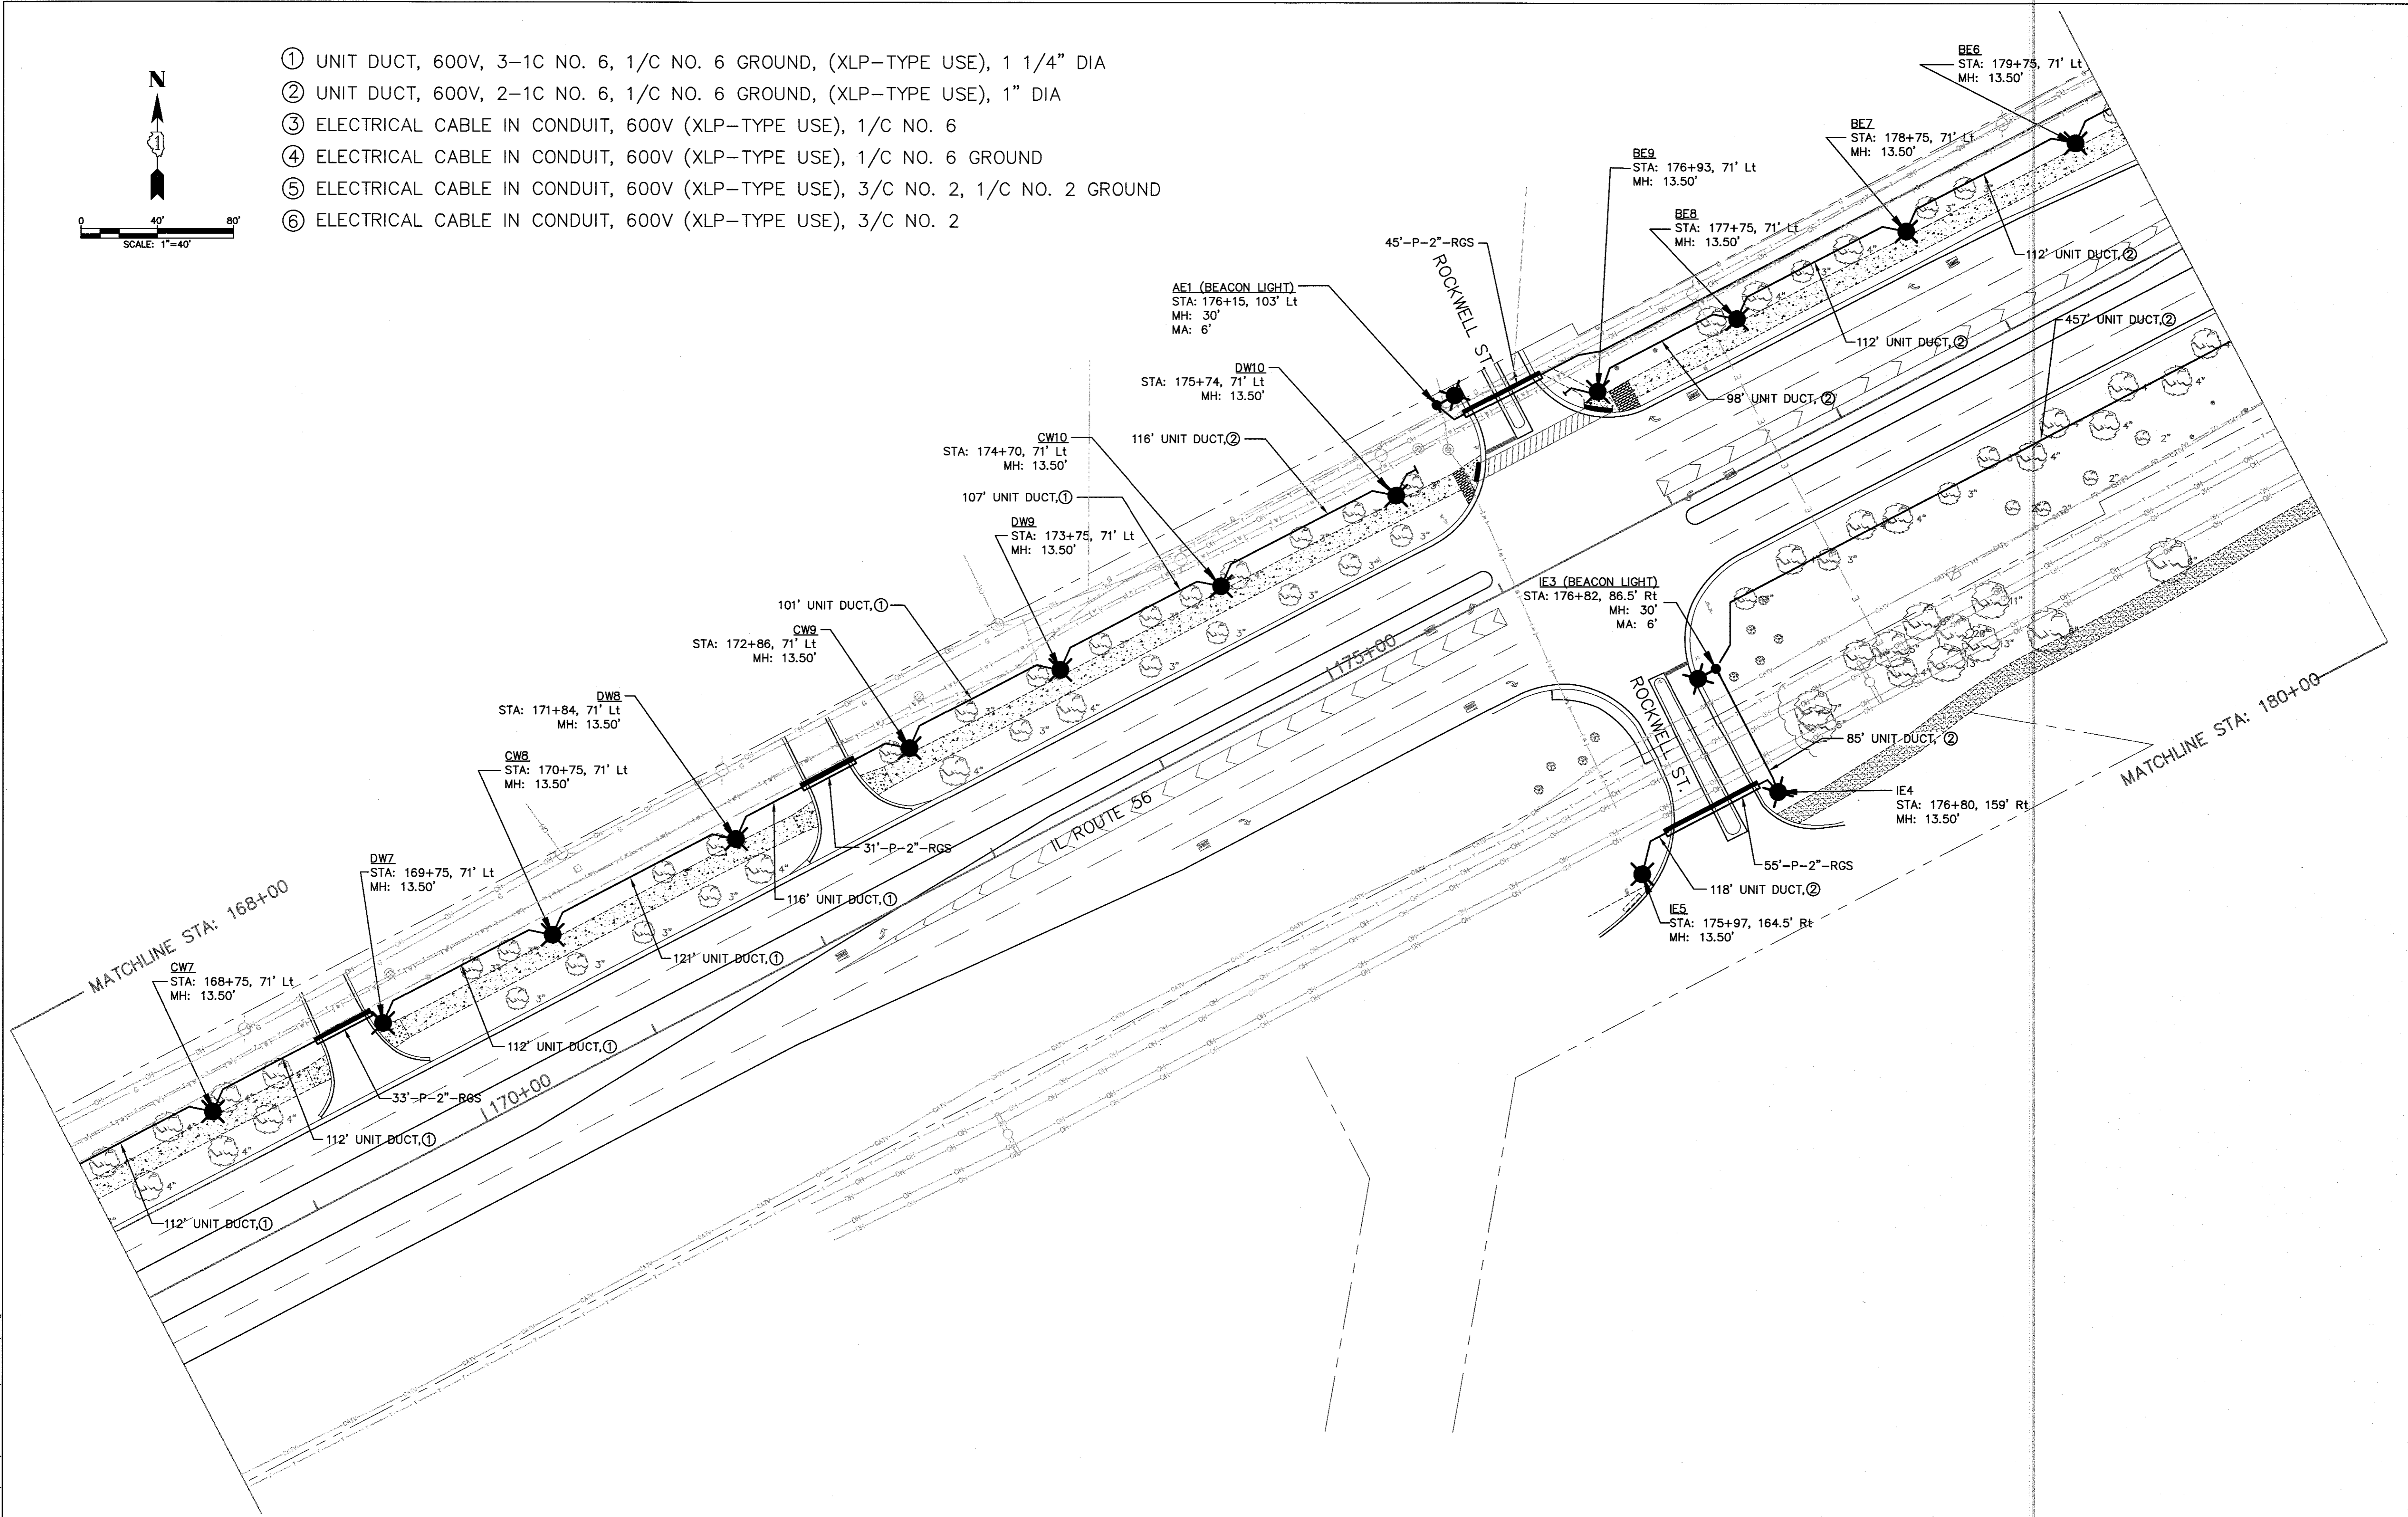 ① UNIT DUCT, 600V, 3-1C NO. 6, 1/C NO. 6 GROUND, (XLP-TYPE USE), 1 1/4" DIA
② UNIT DUCT, 600V, 2-1C NO. 6, 1/C NO. 6 GROUND, (XLP-TYPE USE), 1" DIA
③ ELECTRICAL CABLE IN CONDUIT, 600V (XLP-TYPE USE), 1/C NO. 6
④ ELECTRICAL CABLE IN CONDUIT, 600V (XLP-TYPE USE), 1/C NO. 6 GROUND
⑤ ELECTRICAL CABLE IN CONDUIT, 600V (XLP-TYPE USE), 3/C NO. 2, 1/C NO. 2 GROUND
⑥ ELECTRICAL CABLE IN CONDUIT, 600V (XLP-TYPE USE), 3/C NO. 2
N
1
0 40' 80'
SCALE: 1"=40'
BE6
STA: 179+75, 71' Lt
MH: 13.50'
BE7
STA: 178+75, 71' Lt
MH: 13.50'
BE9
STA: 176+93, 71' Lt
MH: 13.50'
BE8
STA: 177+75, 71' Lt
MH: 13.50'
45'-P-2"-RGS
ROCKWELL ST.
112' UNIT DUCT,②
457' UNIT DUCT,②
112' UNIT DUCT,②
98' UNIT DUCT,②
AE1 (BEACON LIGHT)
STA: 176+15, 103' Lt
MH: 30'
MA: 6'
DW10
STA: 175+74, 71' Lt
MH: 13.50'
116' UNIT DUCT,②
CW10
STA: 174+70, 71' Lt
MH: 13.50'
107' UNIT DUCT,①
DW9
STA: 173+75, 71' Lt
MH: 13.50'
101' UNIT DUCT,①
CW9
STA: 172+86, 71' Lt
MH: 13.50'
DW8
STA: 171+84, 71' Lt
MH: 13.50'
CW8
STA: 170+75, 71' Lt
MH: 13.50'
DW7
STA: 169+75, 71' Lt
MH: 13.50'
MATCHLINE STA: 168+00
CW7
STA: 168+75, 71' Lt
MH: 13.50'
IE3 (BEACON LIGHT)
STA: 176+82, 86.5' Rt
MH: 30'
MA: 6'
175+00
ROCKWELL ST.
MATCHLINE STA: 180+00
85' UNIT DUCT, ②
IE4
STA: 176+80, 159' Rt
MH: 13.50'
55'-P-2"-RGS
118' UNIT DUCT,②
IE5
STA: 175+97, 164.5' Rt
MH: 13.50'
IL ROUTE 56
31'-P-2"-RGS
116' UNIT DUCT,①
121' UNIT DUCT,①
112' UNIT DUCT,①
170+00
33'-P-2"-RGS
112' UNIT DUCT,①
112' UNIT DUCT,①